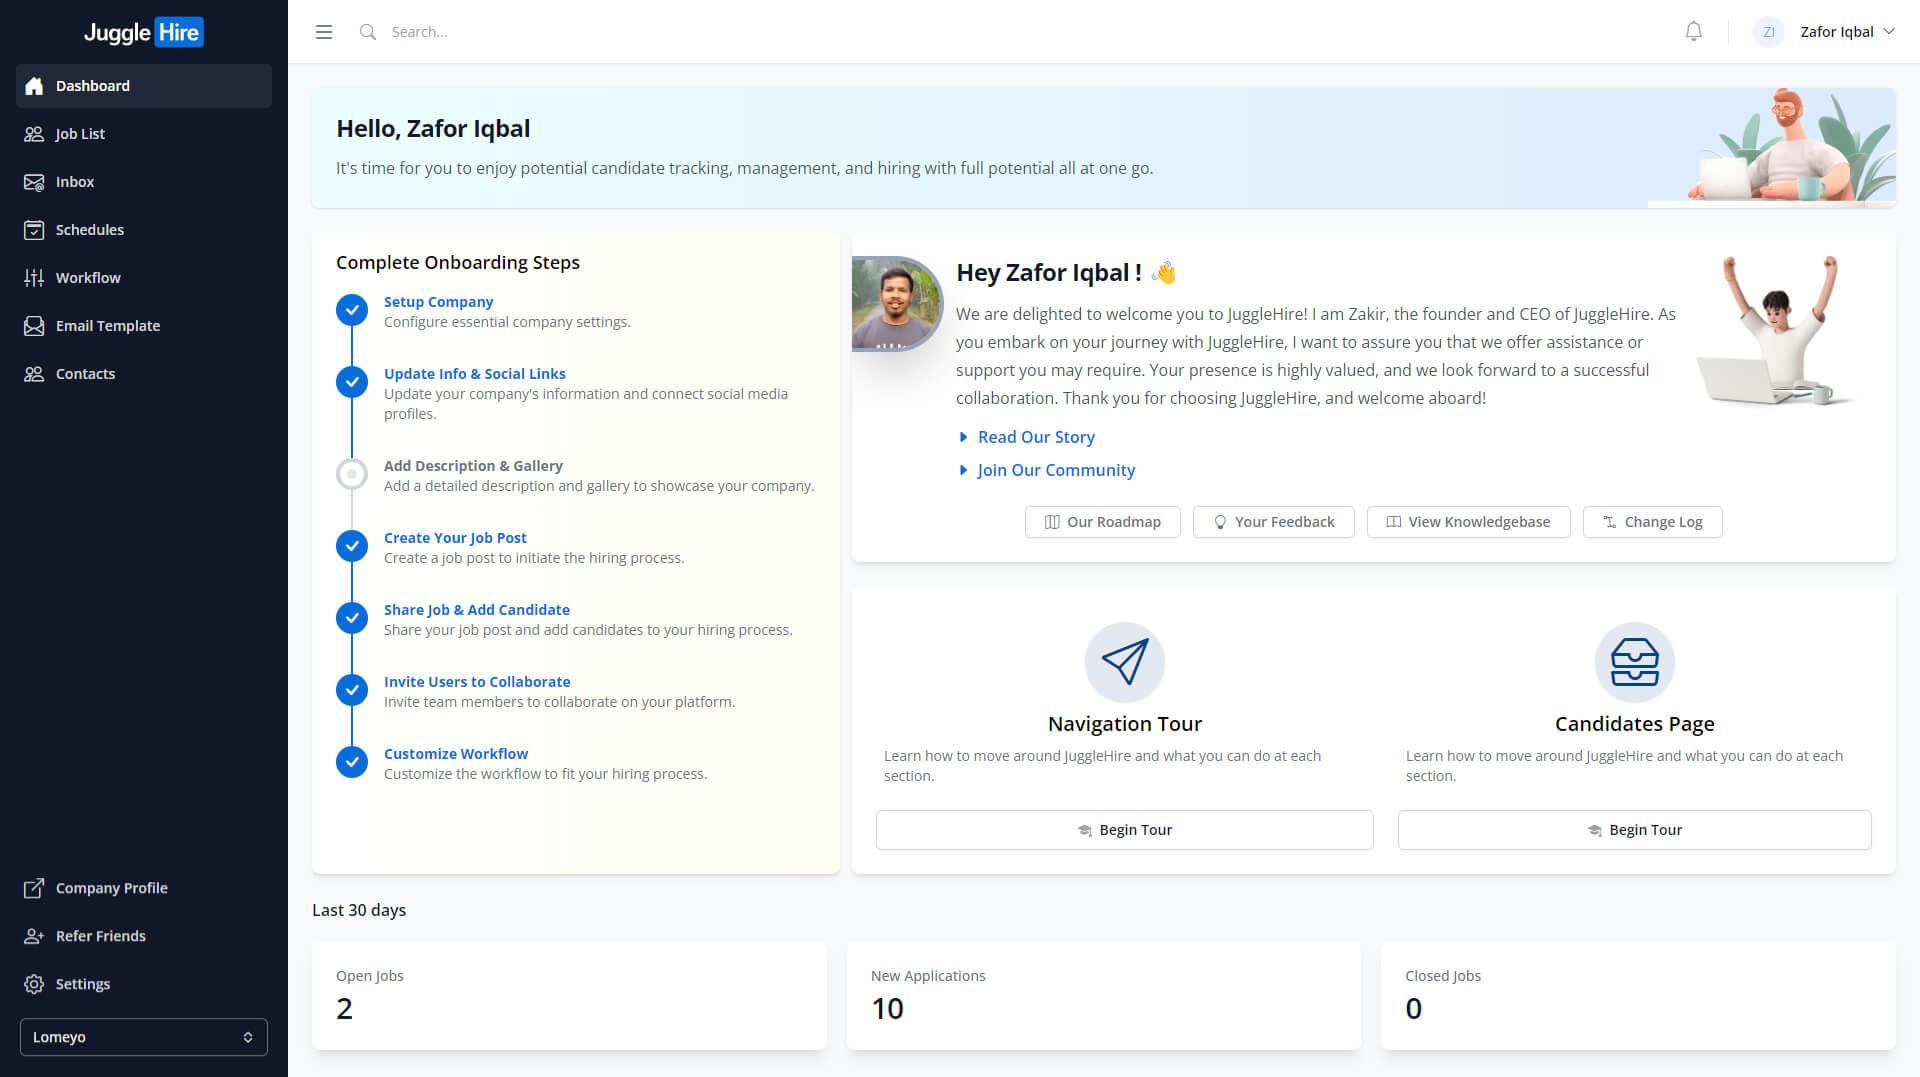 Juggle Hire
Dashboard
Job List
Inbox
Schedules
Workflow
Email Template
Contacts
Company Profile
Refer Friends
Settings
Lomeyo
Search...
ZI
Zafor Iqbal
Hello, Zafor Iqbal
It's time for you to enjoy potential candidate tracking, management, and hiring with full potential all at one go.
Complete Onboarding Steps
Setup Company
Configure essential company settings.
Update Info & Social Links
Update your company's information and connect social media
profiles.
Add Description & Gallery
Add a detailed description and gallery to showcase your company.
Create Your Job Post
Create a job post to initiate the hiring process.
Share Job & Add Candidate
Share your job post and add candidates to your hiring process.
Invite Users to Collaborate
Invite team members to collaborate on your platform.
Customize Workflow
Customize the workflow to fit your hiring process.
Hey Zafor Iqbal ! 👋
We are delighted to welcome you to JuggleHire! I am Zakir, the founder and CEO of JuggleHire. As
you embark on your journey with JuggleHire, I want to assure you that we offer assistance or
support you may require. Your presence is highly valued, and we look forward to a successful
collaboration. Thank you for choosing JuggleHire, and welcome aboard!
Read Our Story
Join Our Community
Our Roadmap
Your Feedback
View Knowledgebase
Change Log
Navigation Tour
Learn how to move around JuggleHire and what you can do at each
section.
Begin Tour
Candidates Page
Learn how to move around JuggleHire and what you can do at each
section.
Begin Tour
Last 30 days
Open Jobs
2
New Applications
10
Closed Jobs
0